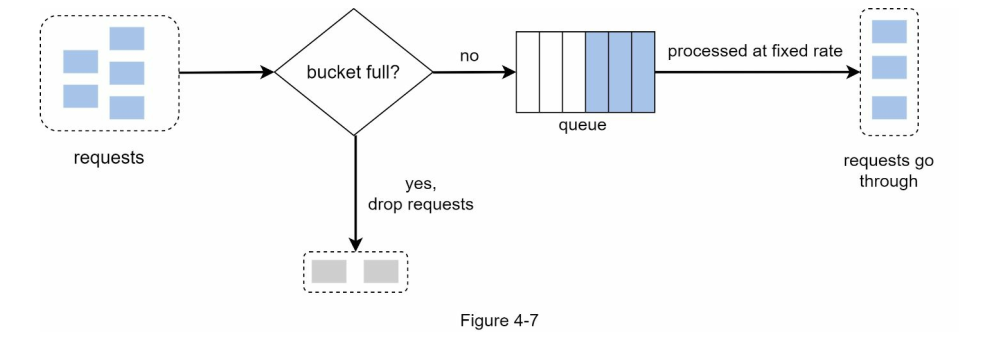 bucket full?
no
processed at fixed rate
queue
requests
requests go
through
yes,
drop requests
Figure 4-7